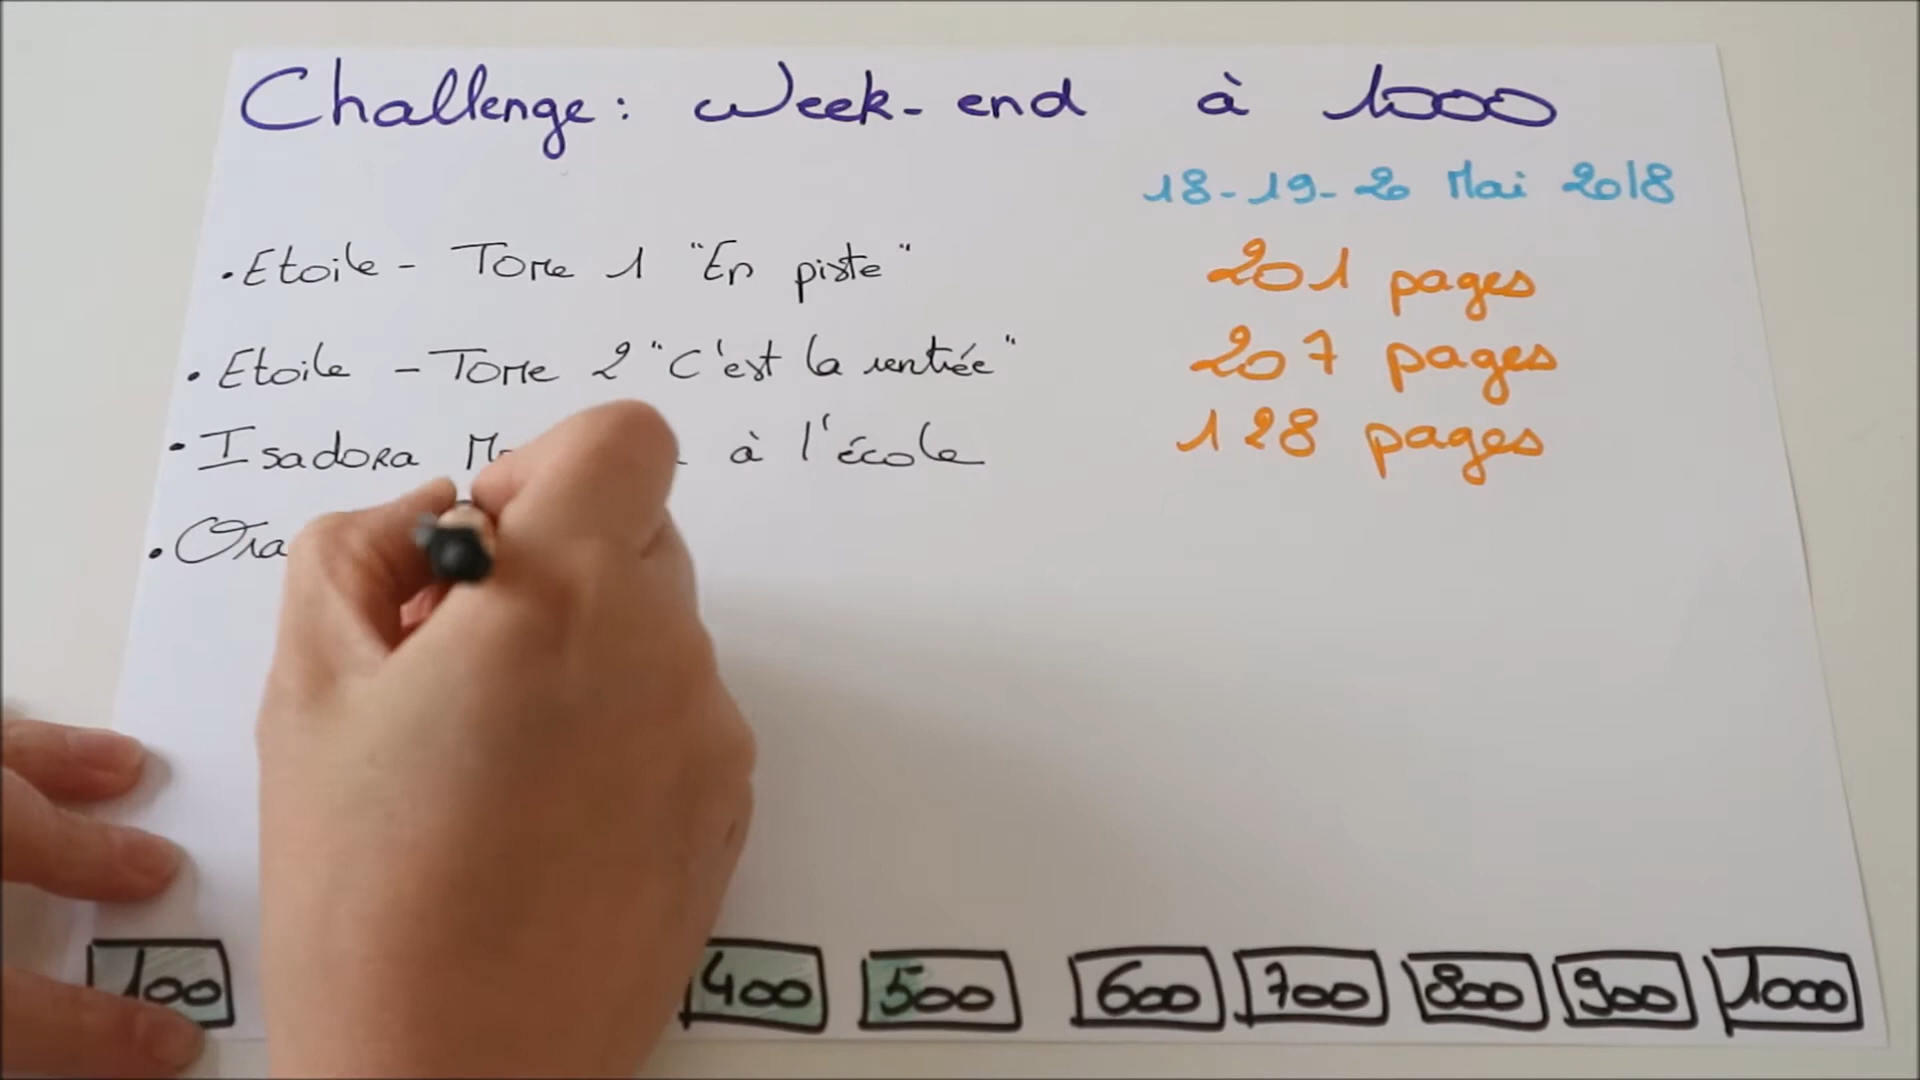 Challenge: Week-end à 1000
18-19-20 Mai 2018
• Etoile - Tome 1 "En piste" 201 pages
• Etoile - Tome 2 "C'est la rentrée" 207 pages
• Isadora à l'école 128 pages
•
100 400 500 600 700 800 900 1000